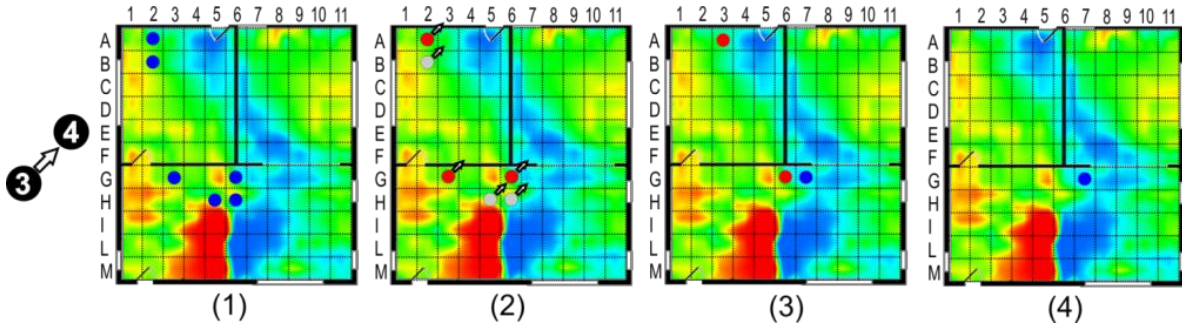 1 2 3 4 5 6 7 8 9 10 11
1 2 3 4 5 6 7 8 9 10 11
1 2 3 4 5 6 7 8 9 10 11
1 2 3 4 5 6 7 8 9 10 11
A A A A
B B B B
C C C C
D D D D
E E E E
F F F F
G G G G
H H H H
I I I I
L L L L
M M M M
4
3
(1) (2) (3) (4)